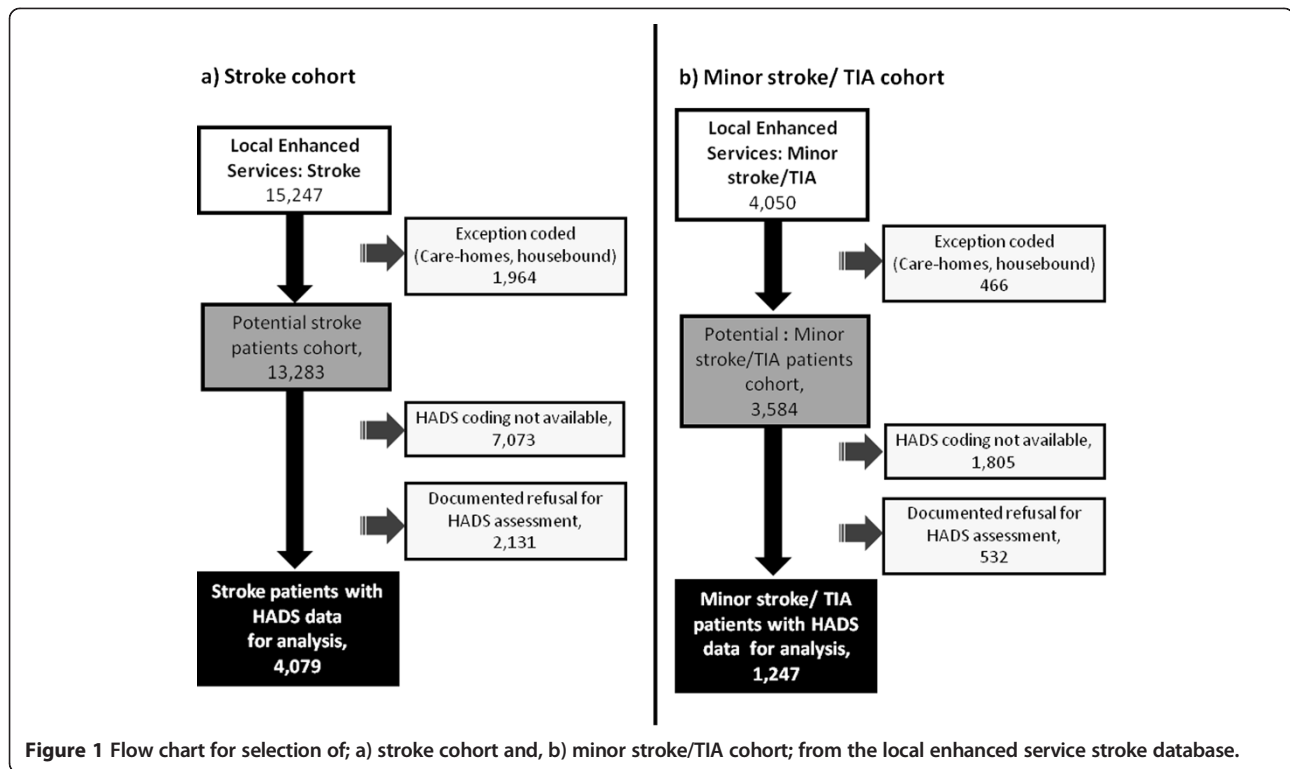 a) Stroke cohort
Local Enhanced
Services: Stroke
15,247
Exception coded
(Care-homes, housebound)
1,964
Potential stroke
patients cohort,
13,283
HADS coding not available,
7,073
Documented refusal for
HADS assessment,
2,131
Stroke patients with
HADS data
for analysis,
4,079
b) Minor stroke/ TIA cohort
Local Enhanced
Services: Minor
stroke/TIA
4,050
Exception coded
(Care-homes, housebound)
466
Potential : Minor
stroke/TIA patients
cohort,
3,584
HADS coding not available,
1,805
Documented refusal for
HADS assessment,
532
Minor stroke/ TIA
patients with HADS
data for analysis,
1,247
Figure 1 Flow chart for selection of; a) stroke cohort and, b) minor stroke/TIA cohort; from the local enhanced service stroke database.